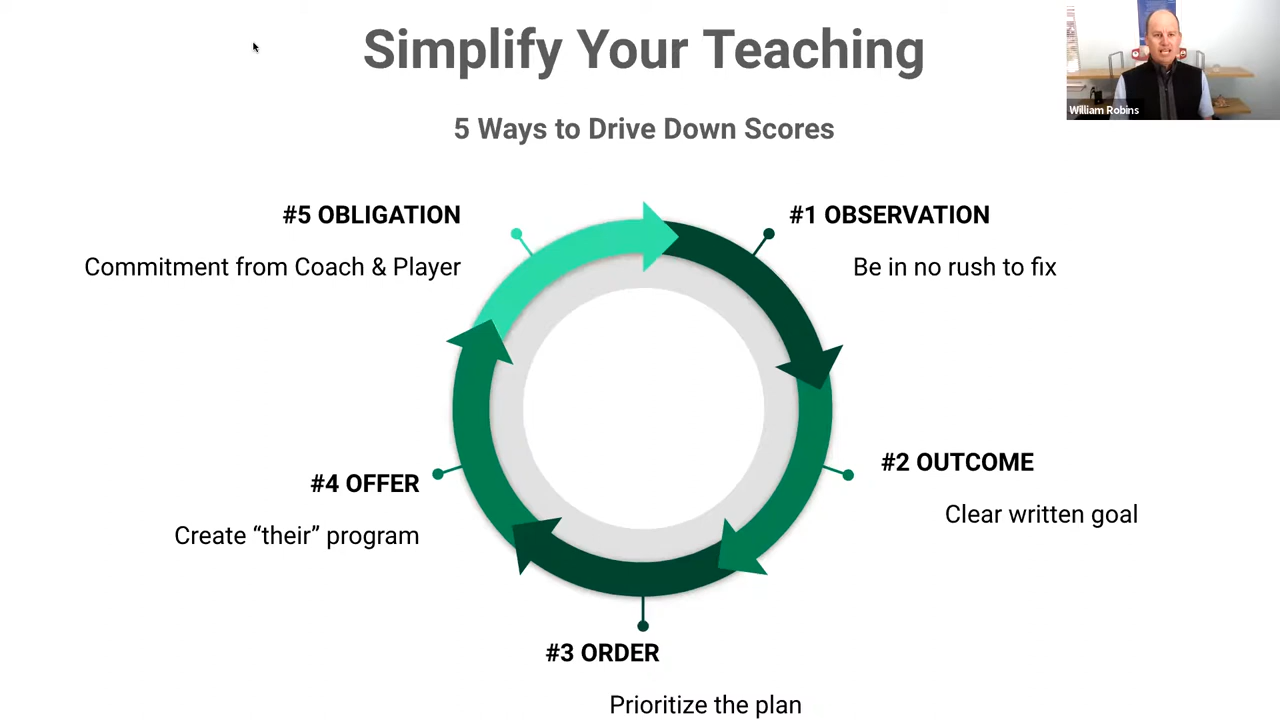 Simplify Your Teaching
5 Ways to Drive Down Scores
William Robins
#5 OBLIGATION
Commitment from Coach & Player
#1 OBSERVATION
Be in no rush to fix
#2 OUTCOME
Clear written goal
#4 OFFER
Create “their” program
#3 ORDER
Prioritize the plan